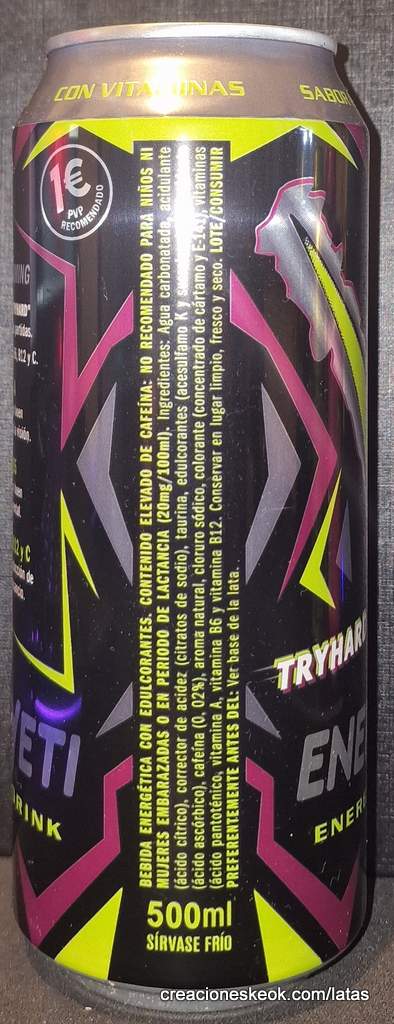 CON VITAMINAS
SABOR
1€
PVP
RECOMENDADO
B12 y C.
BEBIDA ENERGÉTICA CON EDULCORANTES. CONTENIDO ELEVADO DE CAFEÍNA: NO RECOMENDADO PARA NIÑOS NI
MUJERES EMBARAZADAS O EN PERIODO DE LACTANCIA (20mg/100ml). Ingredientes: Agua carbonatada, acidulante
(ácido cítrico), corrector de acidez (citratos de sodio), taurina, edulcorantes (acesulfamo K y
(ácido ascórbico), cafeína (0, 02%), aroma natural, cloruro sódico, colorante (concentrado de cártamo y E-141), vitaminas
(ácido pantoténico, vitamina A, vitamina B6 y vitamina B12. Conservar en lugar limpio, fresco y seco. LOTE/CONSUMIR
PREFERENTEMENTE ANTES DEL: Ver base de la lata.
TRYHARD
YETI
ENE
DRINK
ENER
500ml
SÍRVASE FRÍO
creacioneskeok.com/latas